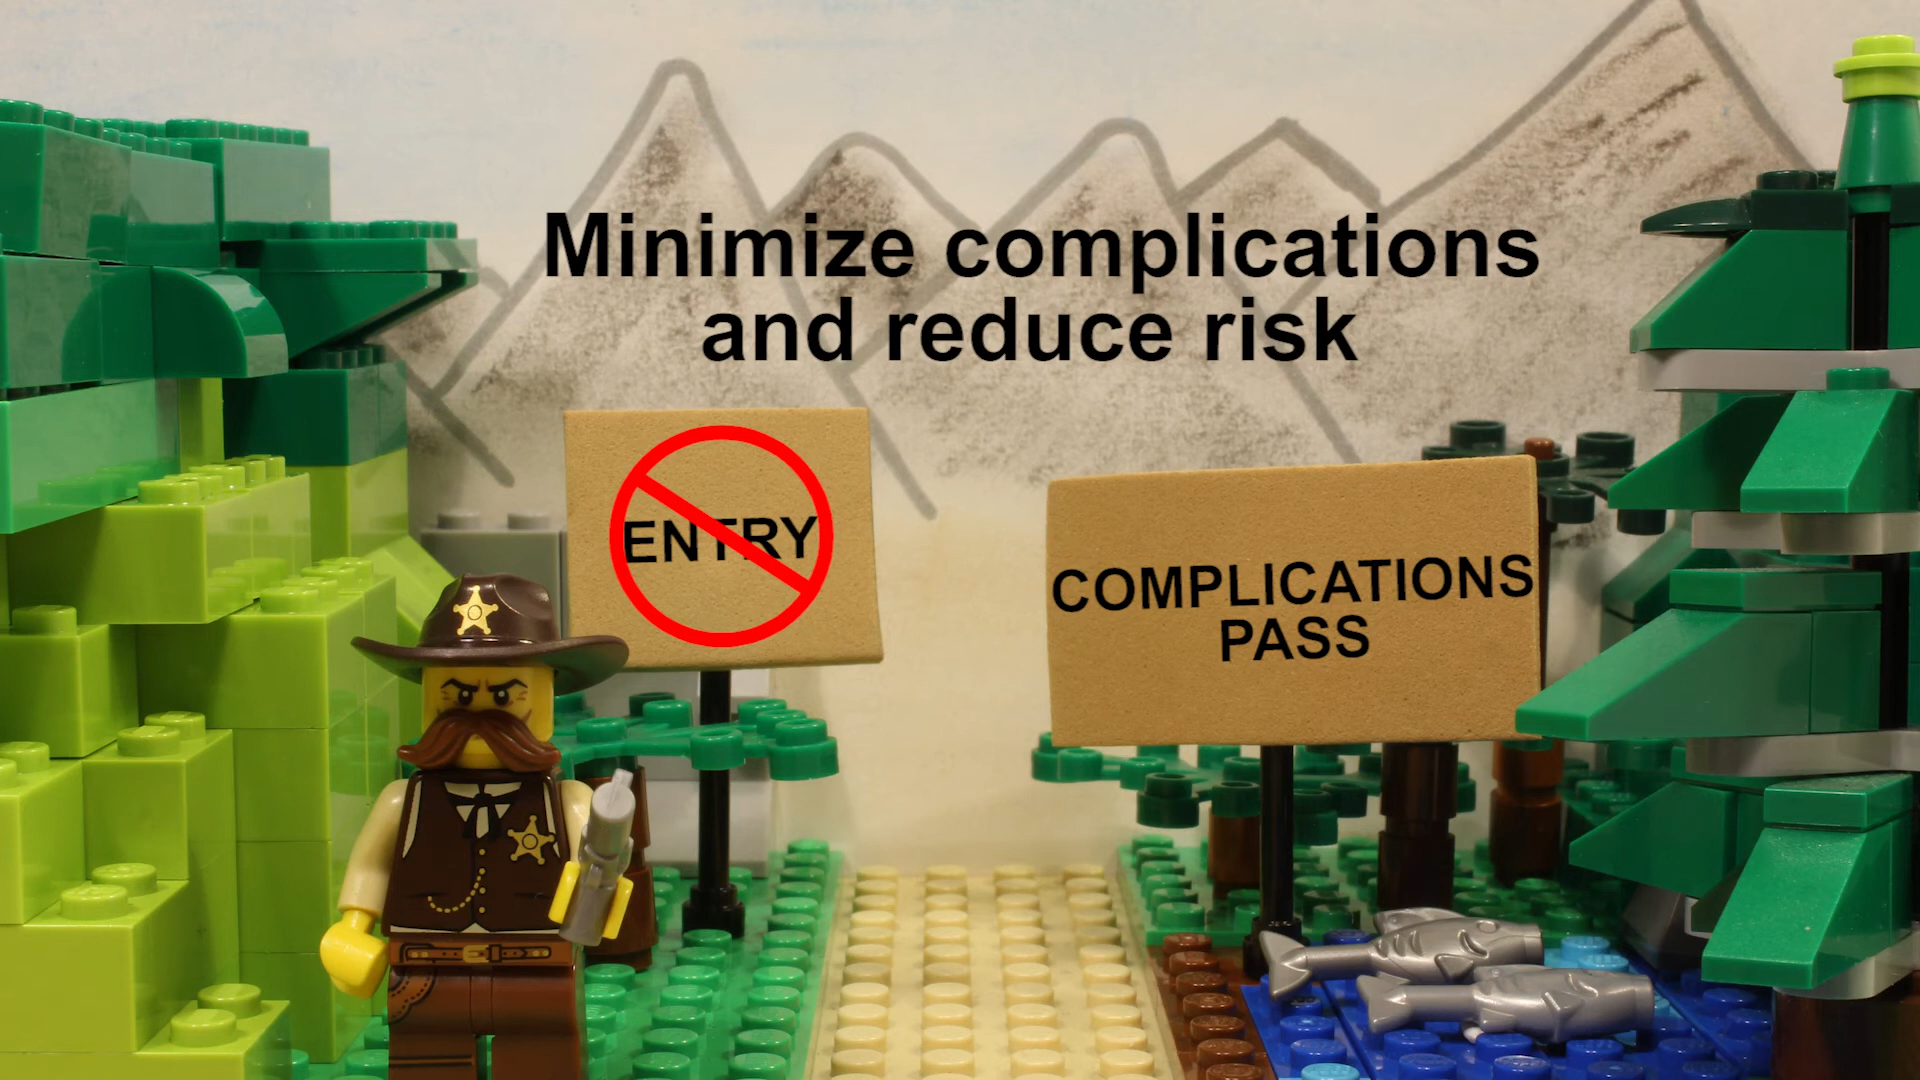 Minimize complications
and reduce risk
ENTRY
COMPLICATIONS
PASS